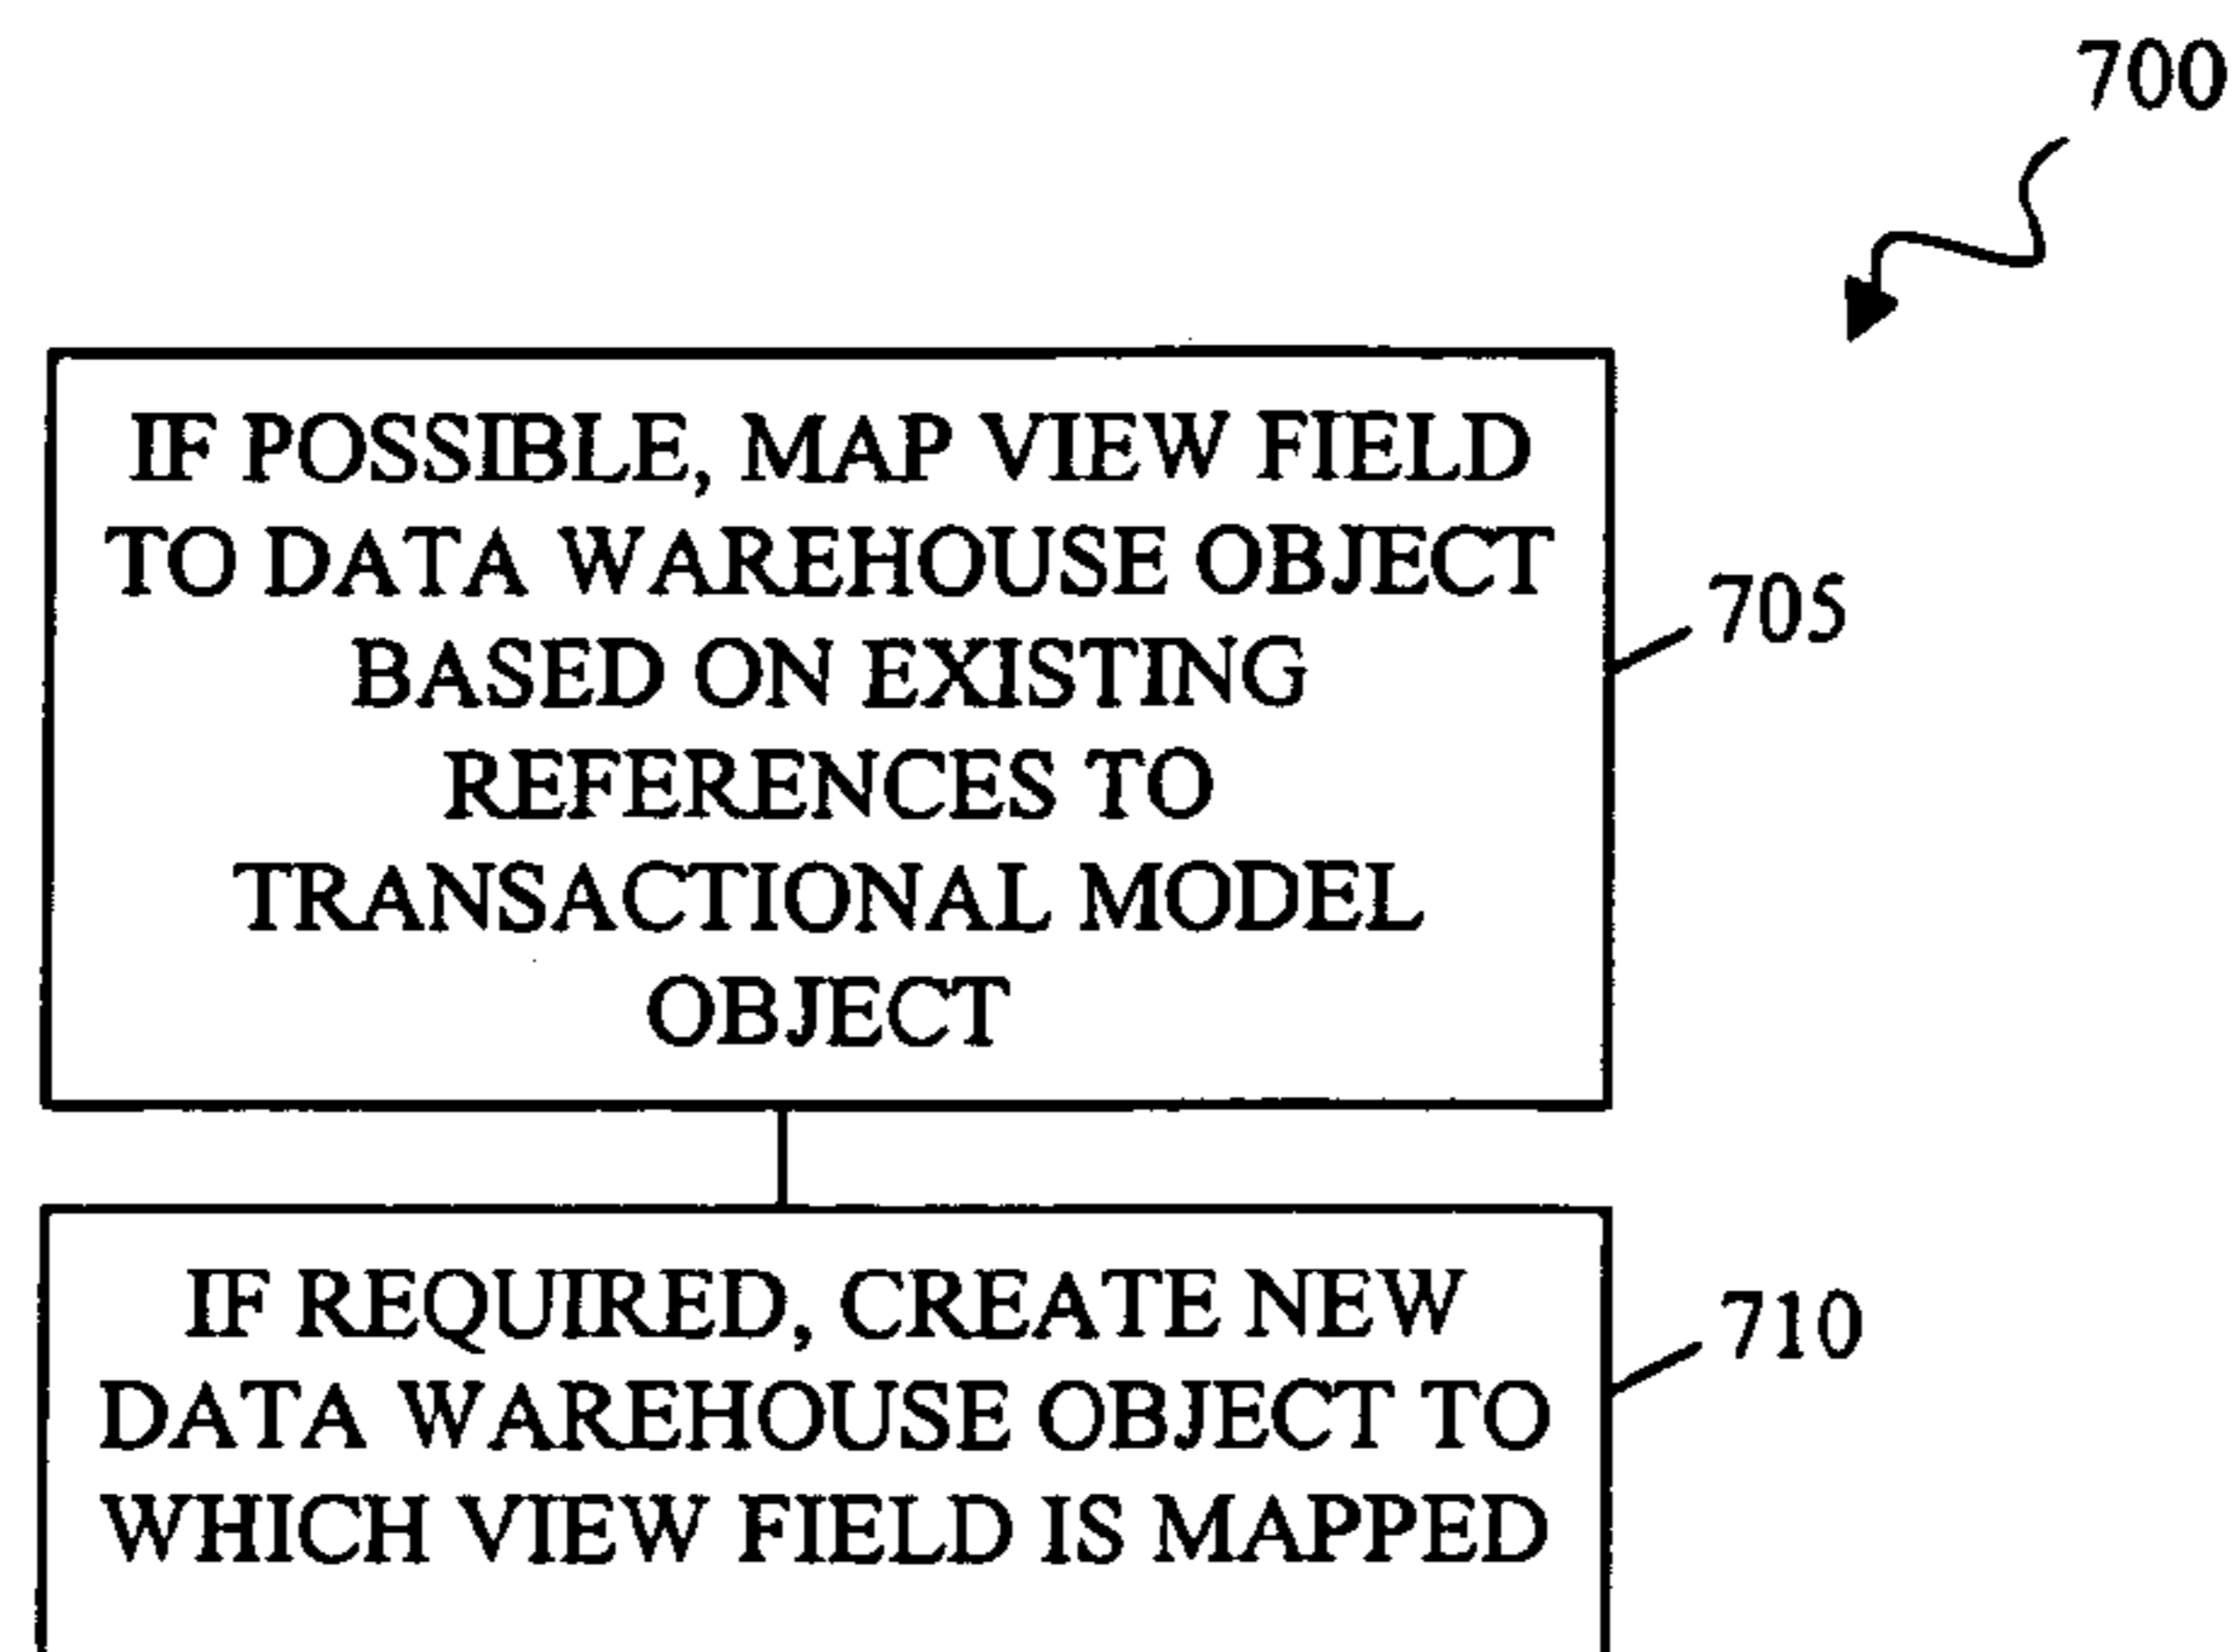 700
IF POSSIBLE, MAP VIEW FIELD
TO DATA WAREHOUSE OBJECT
BASED ON EXISTING
REFERENCES TO
TRANSACTIONAL MODEL
OBJECT
705
IF REQUIRED, CREATE NEW
DATA WAREHOUSE OBJECT TO
WHICH VIEW FIELD IS MAPPED
710